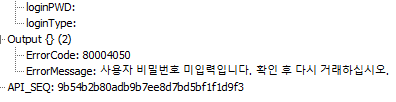 loginPWD:
loginType:
Output {} (2)
ErrorCode: 80004050
ErrorMessage: 사용자 비밀번호 미입력입니다. 확인 후 다시 거래하십시오.
API_SEQ: 9b54b2b80adb9b7ee8d7bd5bf1f1d9f3